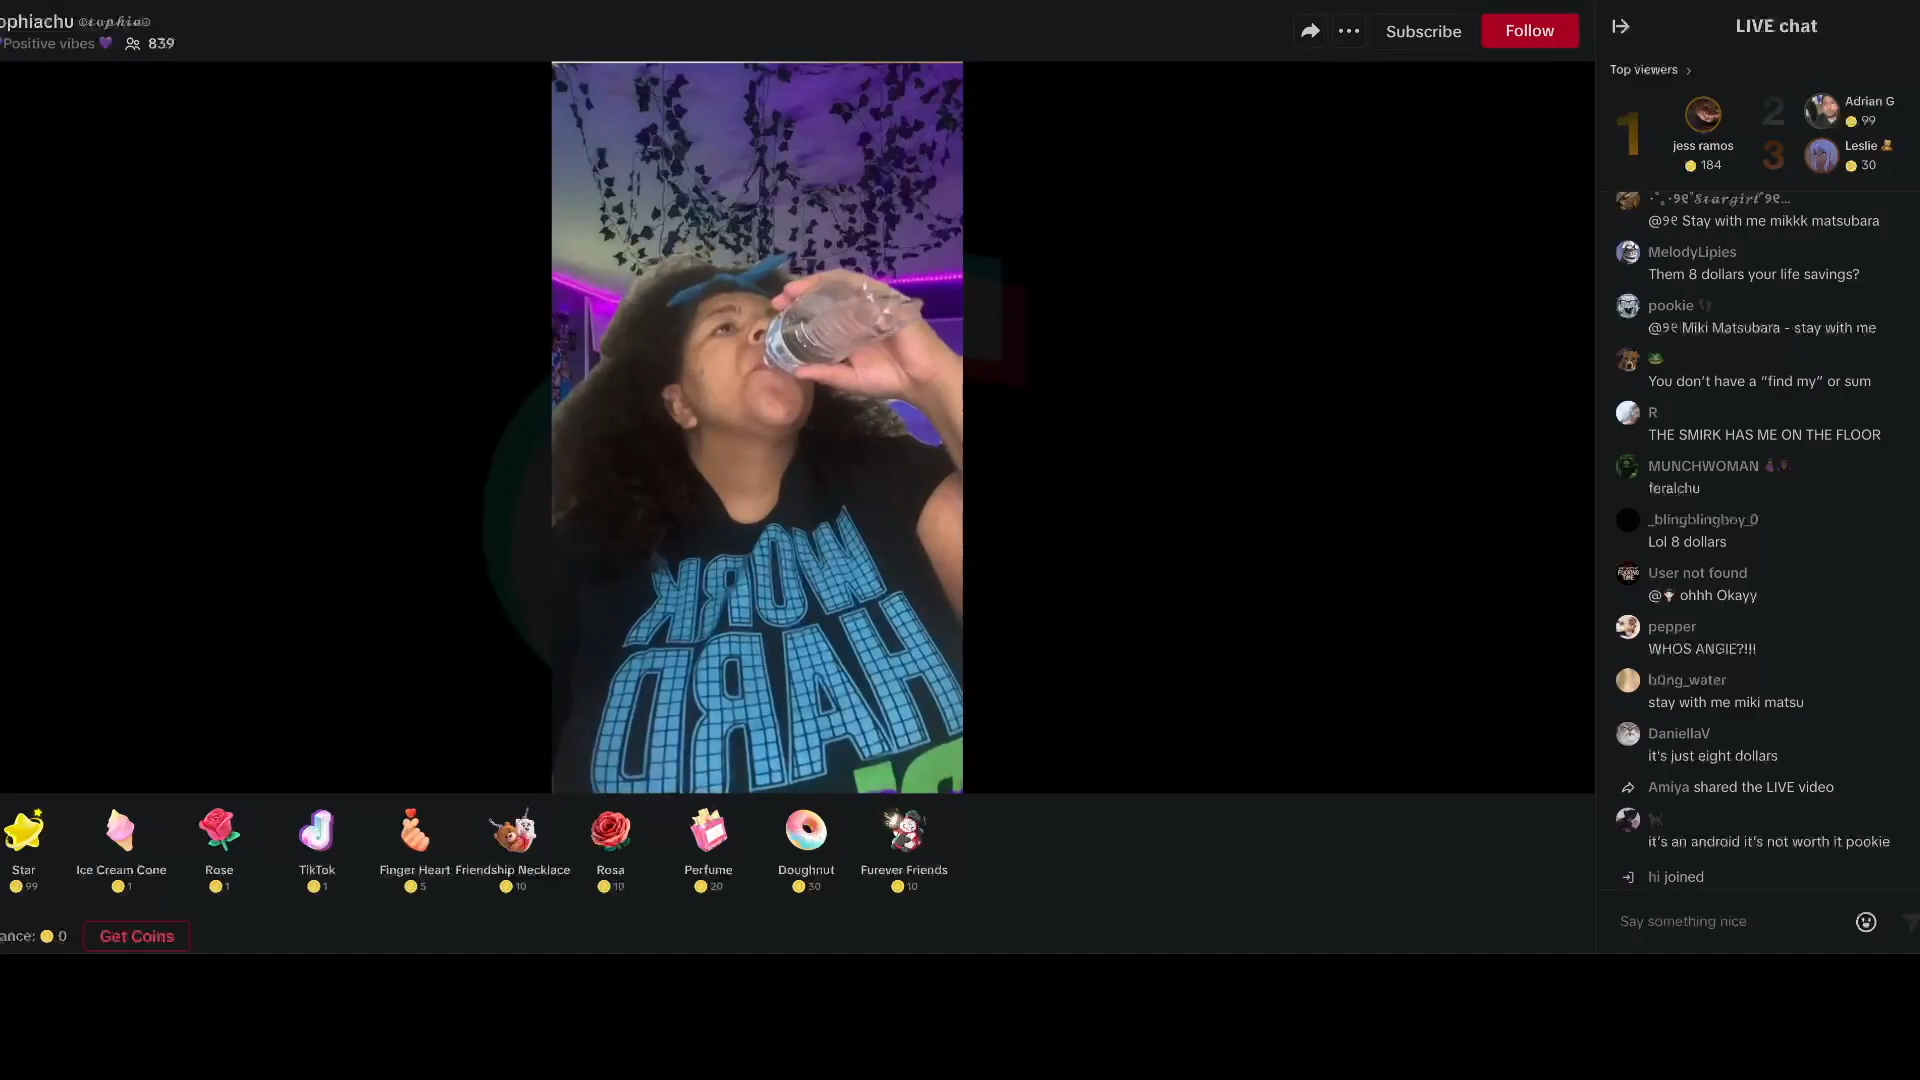 ophiachu
Positive vibes 💜 839
Subscribe
Follow
LIVE chat
Top viewers >
1
jess ramos
184
2
Adrian G
99
3
Leslie 🧸
30
@୨୧ Stay with me mikkk matsubara
MelodyLipies
Them 8 dollars your life savings?
pookie 👣
@୨୧ Miki Matsubara - stay with me
You don’t have a “find my” or sum
R
THE SMIRK HAS ME ON THE FLOOR
MUNCHWOMAN
feralchu
_blingblingboy_0
Lol 8 dollars
User not found
@ ohhh Okayy
pepper
WHOS ANGIE?!!!
b0ng_water
stay with me miki matsu
DaniellaV
it's just eight dollars
Amiya shared the LIVE video
it’s an android it’s not worth it pookie
hi joined
Say something nice
WORK
HARD
Star
99
Ice Cream Cone
1
Rose
1
TikTok
1
Finger Heart
5
Friendship Necklace
10
Rosa
10
Perfume
20
Doughnut
30
Furever Friends
10
ance: 0
Get Coins